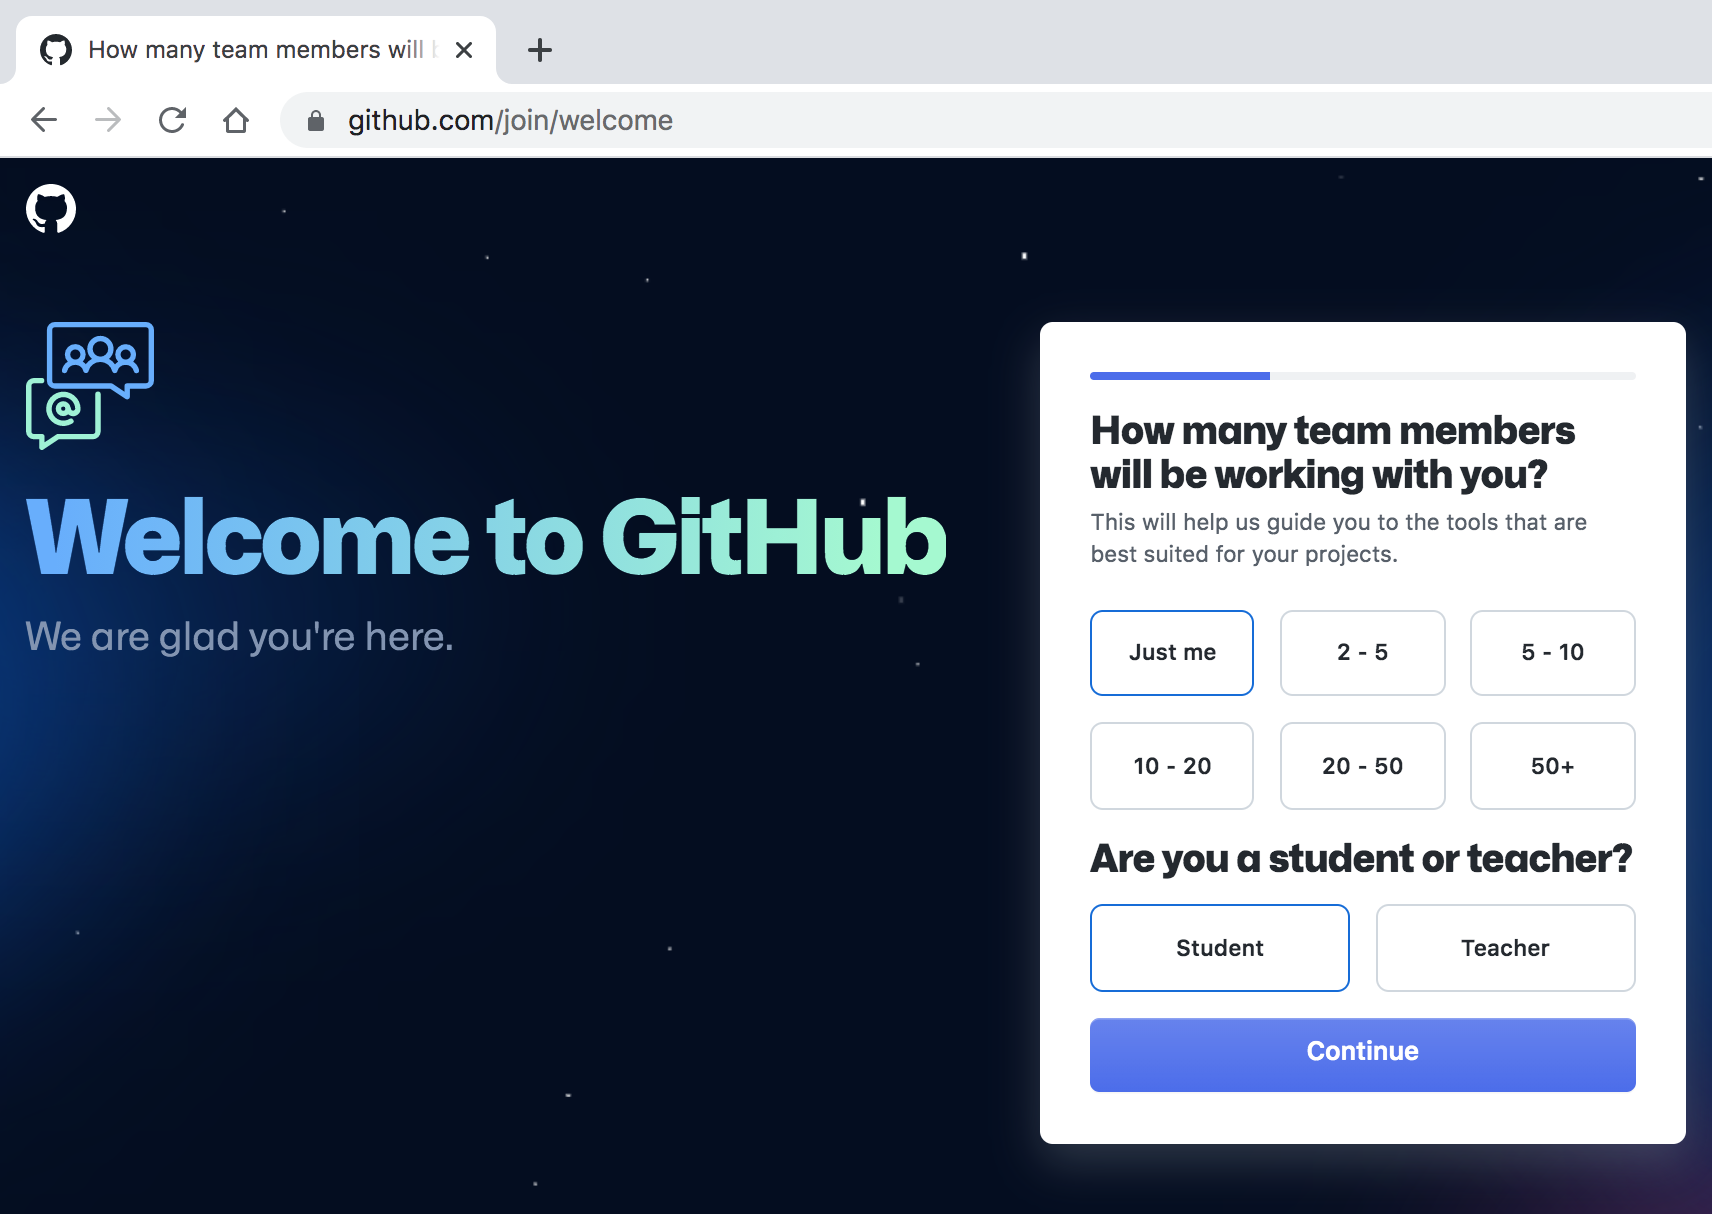 How many team members will
github.com/join/welcome
Welcome to GitHub
We are glad you're here.
How many team members
will be working with you?
This will help us guide you to the tools that are
best suited for your projects.
Just me
2 - 5
5 - 10
10 - 20
20 - 50
50+
Are you a student or teacher?
Student
Teacher
Continue